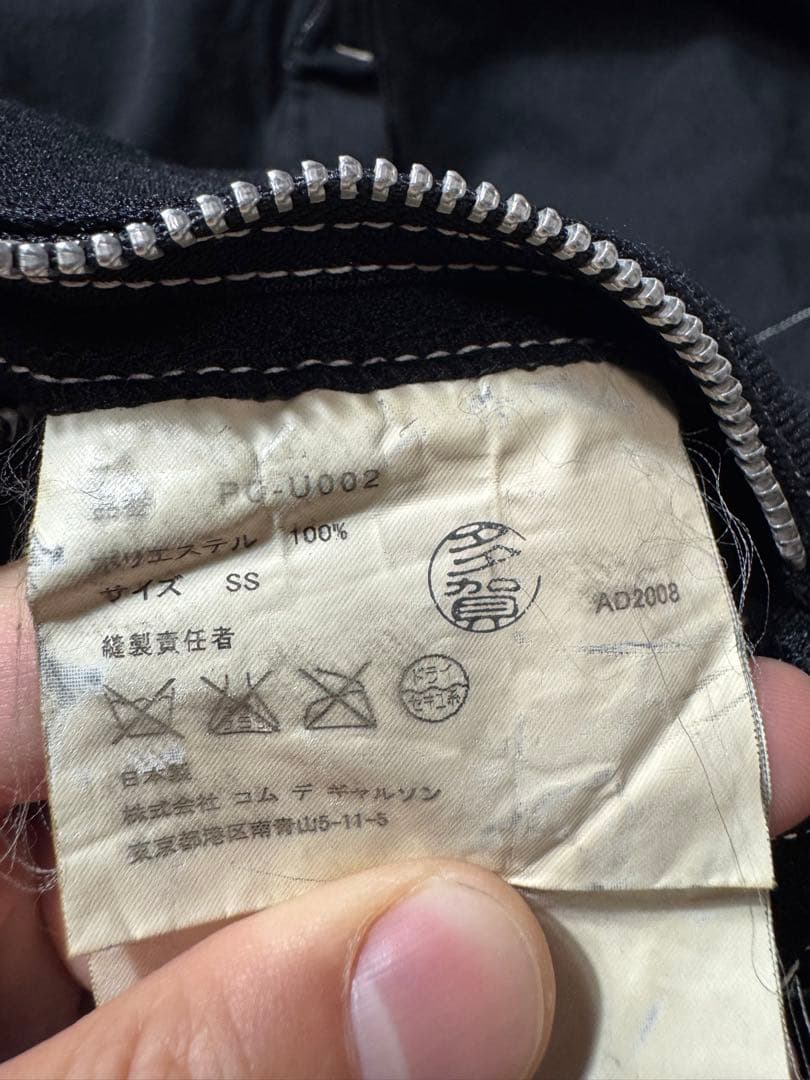 品番 PG-U002
ポリエステル 100%
サイズ SS
多賀
AD2008
縫製責任者
ドライ
セキユ系
日本製
株式会社 コム デ ギャルソン
東京都港区南青山5-11-5